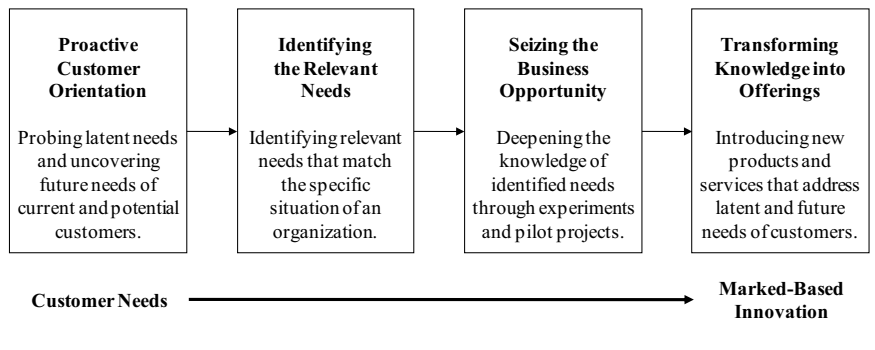 Proactive
Customer
Orientation
Probing latent needs
and uncovering
future needs of
current and potential
customers.
Identifying
the Relevant
Needs
Identifying relevant
needs that match
the specific
situation of an
organization.
Seizing the
Business
Opportunity
Deepening the
knowledge of
identified needs
through experiments
and pilot projects.
Transforming
Knowledge into
Offerings
Introducing new
products and
services that address
latent and future
needs of customers.
Customer Needs
Marked-Based
Innovation